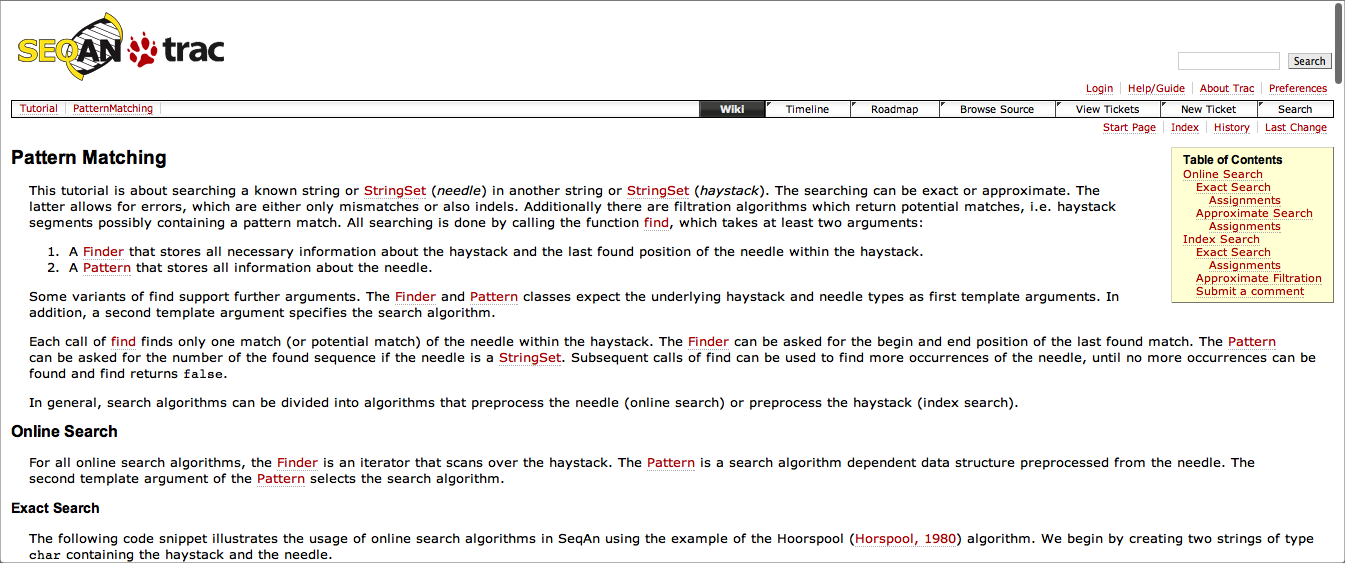 SEQAN trac
Search
Login Help/Guide About Trac Preferences
Tutorial PatternMatching Wiki Timeline Roadmap Browse Source View Tickets New Ticket Search
Start Page Index History Last Change
Pattern Matching
This tutorial is about searching a known string or StringSet (needle) in another string or StringSet (haystack). The searching can be exact or approximate. The
latter allows for errors, which are either only mismatches or also indels. Additionally there are filtration algorithms which return potential matches, i.e. haystack
segments possibly containing a pattern match. All searching is done by calling the function find, which takes at least two arguments:
1. A Finder that stores all necessary information about the haystack and the last found position of the needle within the haystack.
2. A Pattern that stores all information about the needle.
Some variants of find support further arguments. The Finder and Pattern classes expect the underlying haystack and needle types as first template arguments. In
addition, a second template argument specifies the search algorithm.
Table of Contents
Online Search
Exact Search
Assignments
Approximate Search
Assignments
Index Search
Exact Search
Assignments
Approximate Filtration
Submit a comment
Each call of find finds only one match (or potential match) of the needle within the haystack. The Finder can be asked for the begin and end position of the last found match. The Pattern
can be asked for the number of the found sequence if the needle is a StringSet. Subsequent calls of find can be used to find more occurrences of the needle, until no more occurrences can be
found and find returns false.
In general, search algorithms can be divided into algorithms that preprocess the needle (online search) or preprocess the haystack (index search).
Online Search
For all online search algorithms, the Finder is an iterator that scans over the haystack. The Pattern is a search algorithm dependent data structure preprocessed from the needle. The
second template argument of the Pattern selects the search algorithm.
Exact Search
The following code snippet illustrates the usage of online search algorithms in SeqAn using the example of the Hoorspool (Horspool, 1980) algorithm. We begin by creating two strings of type
char containing the haystack and the needle.